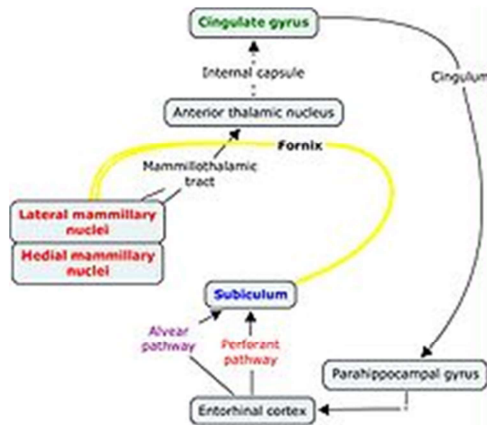 Cingulate gyrus
Internal capsule
Cingulum
Anterior thalamic nucleus
Fornix
Mammillothalamic
tract
Lateral mammillary
nuclei
Medial mammillary
nuclei
Subiculum
Alvear
pathway
Perforant
pathway
Parahippocampal gyrus
Entorhinal cortex